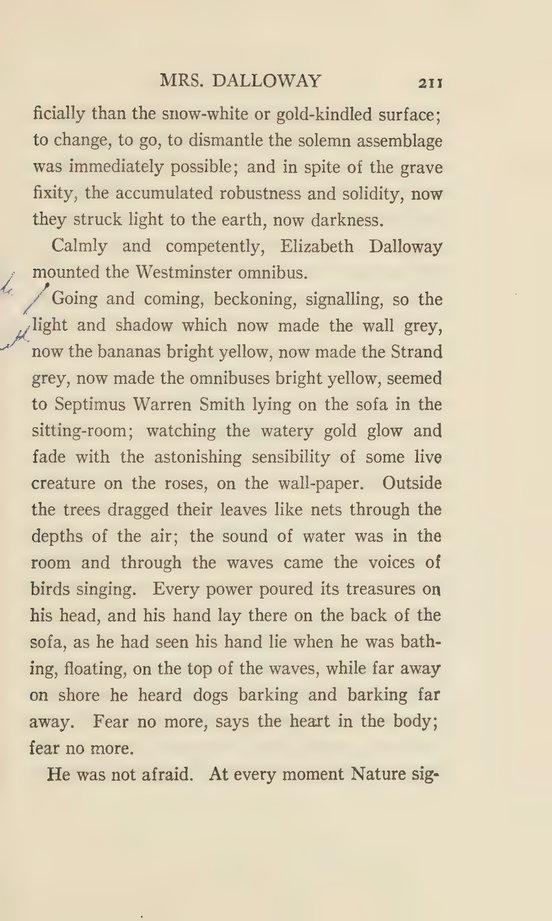 MRS. DALLOWAY 211
ficially than the snow-white or gold-kindled surface;
to change, to go, to dismantle the solemn assemblage
was immediately possible; and in spite of the grave
fixity, the accumulated robustness and solidity, now
they struck light to the earth, now darkness.
Calmly and competently, Elizabeth Dalloway
mounted the Westminster omnibus.
Going and coming, beckoning, signalling, so the
light and shadow which now made the wall grey,
now the bananas bright yellow, now made the Strand
grey, now made the omnibuses bright yellow, seemed
to Septimus Warren Smith lying on the sofa in the
sitting-room; watching the watery gold glow and
fade with the astonishing sensibility of some live
creature on the roses, on the wall-paper. Outside
the trees dragged their leaves like nets through the
depths of the air; the sound of water was in the
room and through the waves came the voices of
birds singing. Every power poured its treasures on
his head, and his hand lay there on the back of the
sofa, as he had seen his hand lie when he was bath-
ing, floating, on the top of the waves, while far away
on shore he heard dogs barking and barking far
away. Fear no more, says the heart in the body;
fear no more.
He was not afraid. At every moment Nature sig-